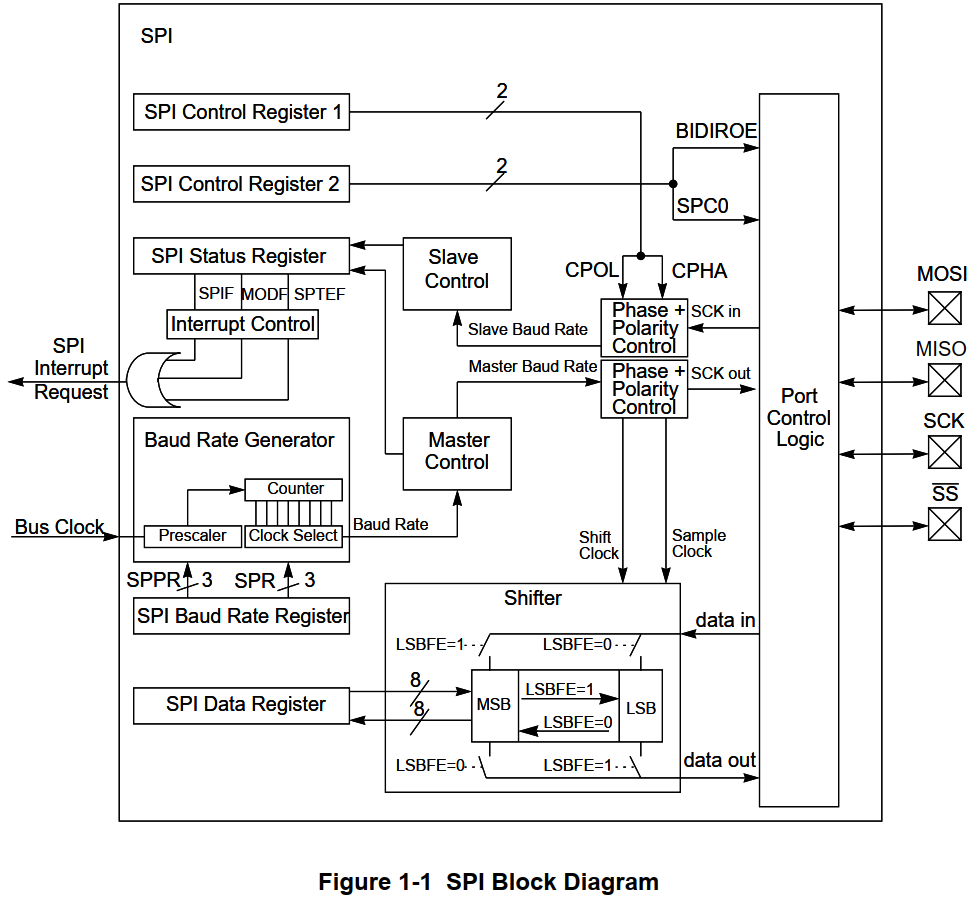 SPI
SPI Control Register 1
2
BIDIROE
SPI Control Register 2
2
SPC0
SPI Status Register
Slave
Control
CPOL
CPHA
MOSI
SPIF
MODF
SPTEF
Interrupt Control
Phase +
Polarity
Control
SCK in
Slave Baud Rate
SPI
Interrupt
Request
MISO
Master Baud Rate
Phase +
Polarity
Control
SCK out
Port
Control
Logic
SCK
Baud Rate Generator
Master
Control
Counter
SS
Bus Clock
Prescaler
Clock Select
Baud Rate
Shift
Clock
Sample
Clock
SPPR
3
SPR
3
SPI Baud Rate Register
Shifter
data in
LSBFE=1
LSBFE=0
SPI Data Register
8
8
MSB
LSBFE=1
LSBFE=0
LSB
LSBFE=0
LSBFE=1
data out
Figure 1-1 SPI Block Diagram